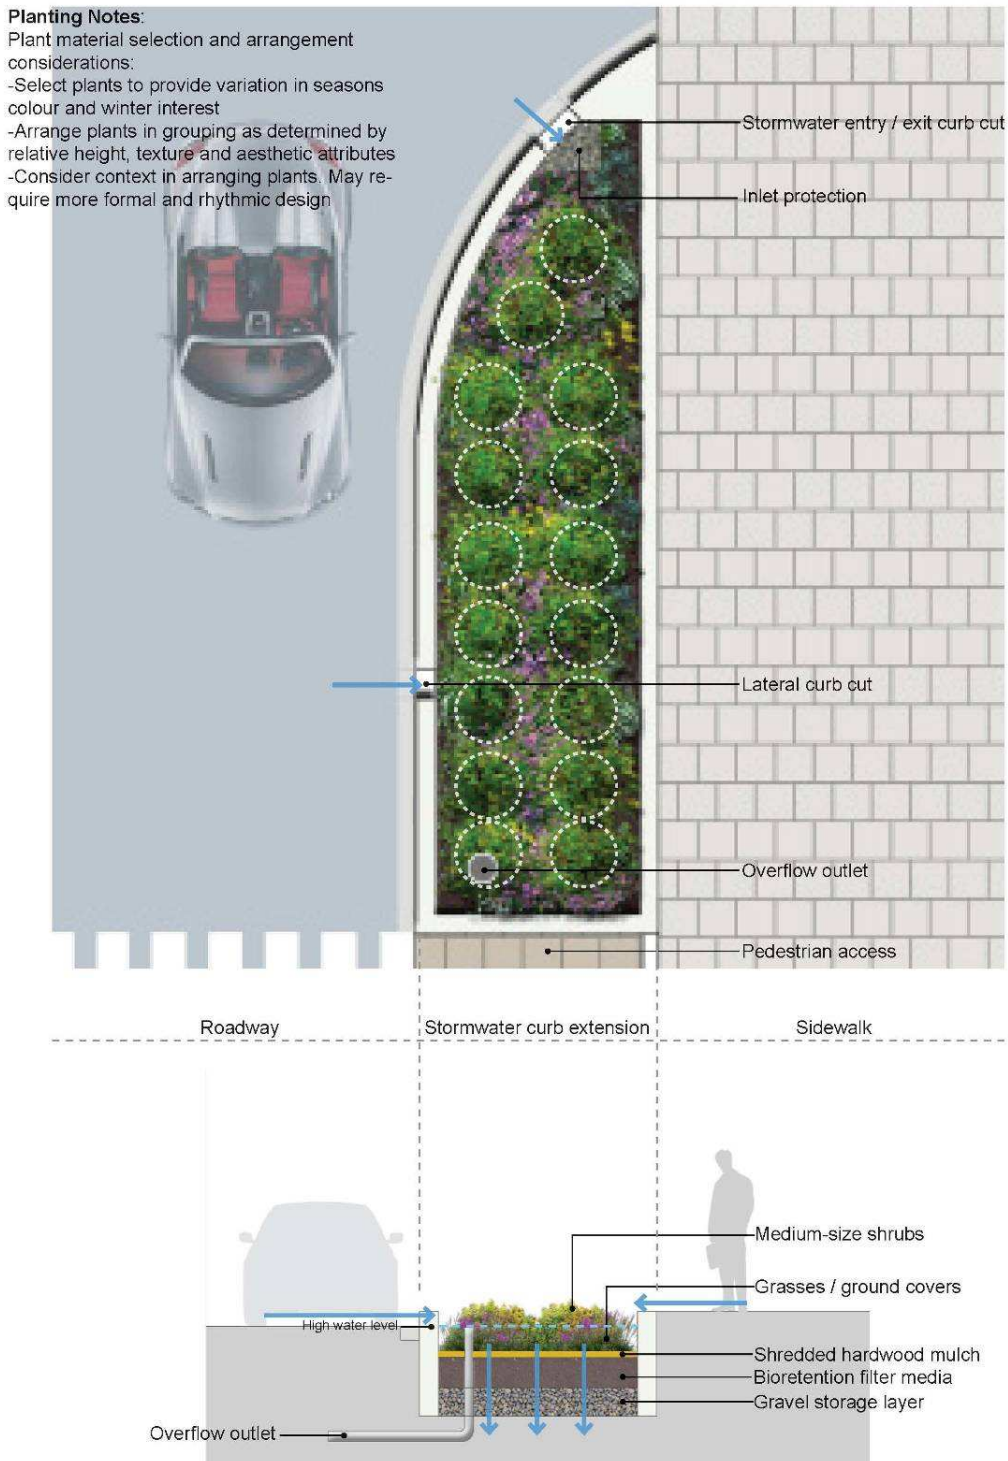 Planting Notes:
Plant material selection and arrangement
considerations:
-Select plants to provide variation in seasons
colour and winter interest
-Arrange plants in grouping as determined by
relative height, texture and aesthetic attributes
-Consider context in arranging plants. May re-
quire more formal and rhythmic design
Stormwater entry / exit curb cut
Inlet protection
Lateral curb cut
Overflow outlet
Pedestrian access
Roadway
Stormwater curb extension
Sidewalk
Medium-size shrubs
Grasses / ground covers
High water level
Shredded hardwood mulch
Bioretention filter media
Gravel storage layer
Overflow outlet